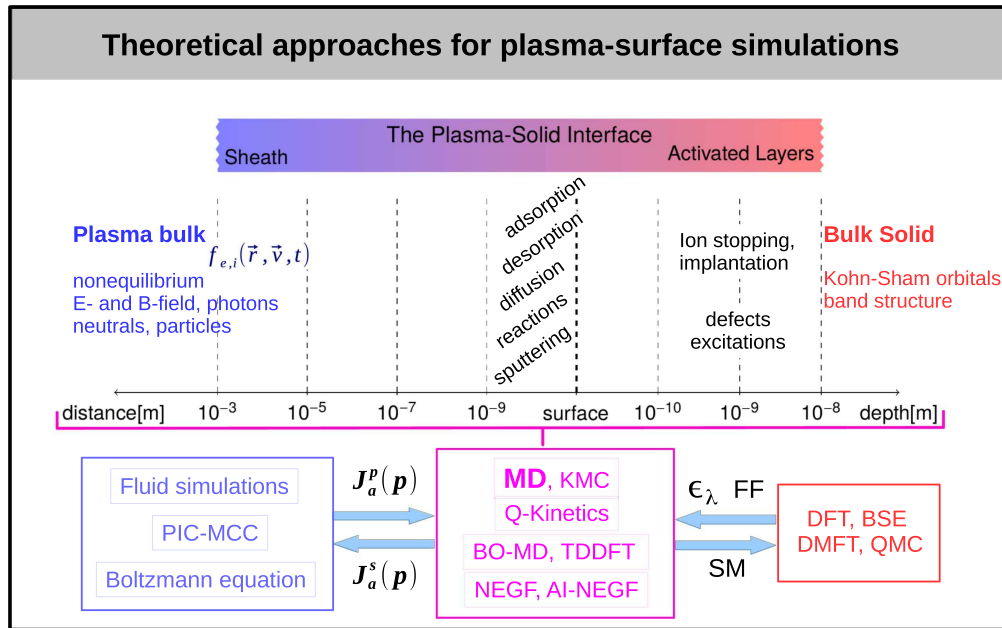 Theoretical approaches for plasma-surface simulations
The Plasma-Solid Interface
Sheath
Activated Layers
Plasma bulk
f_{e,i}(r⃗, v⃗, t)
nonequilibrium
E- and B-field, photons
neutrals, particles
adsorption
desorption
diffusion
reactions
sputtering
Ion stopping,
implantation
defects
excitations
Bulk Solid
Kohn-Sham orbitals
band structure
distance[m] 10⁻³ 10⁻⁵ 10⁻⁷ 10⁻⁹ surface 10⁻¹⁰ 10⁻⁹ 10⁻⁸ depth[m]
Fluid simulations
PIC-MCC
Boltzmann equation
J_a^p(p)
J_a^s(p)
MD, KMC
Q-Kinetics
BO-MD, TDDFT
NEGF, AI-NEGF
ϵ_λ FF
SM
DFT, BSE
DMFT, QMC